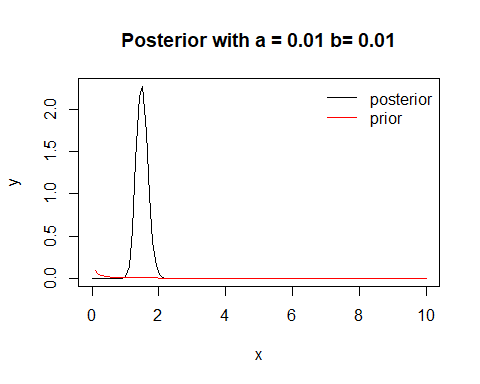 Posterior with a = 0.01 b= 0.01
posterior
prior
y
0.0 0.5 1.0 1.5 2.0
0 2 4 6 8 10
x